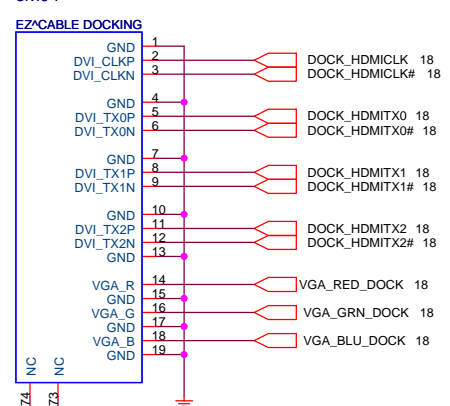 EZ^CABLE DOCKING
GND 1
DVI_CLKP 2 DOCK_HDMICLK 18
DVI_CLKN 3 DOCK_HDMICLK# 18
GND 4
DVI_TX0P 5 DOCK_HDMITX0 18
DVI_TX0N 6 DOCK_HDMITX0# 18
GND 7
DVI_TX1P 8 DOCK_HDMITX1 18
DVI_TX1N 9 DOCK_HDMITX1# 18
GND 10
DVI_TX2P 11 DOCK_HDMITX2 18
DVI_TX2N 12 DOCK_HDMITX2# 18
GND 13
VGA_R 14 VGA_RED_DOCK 18
GND 15
VGA_G 16 VGA_GRN_DOCK 18
GND 17
VGA_B 18 VGA_BLU_DOCK 18
GND 19
NC NC
74 73